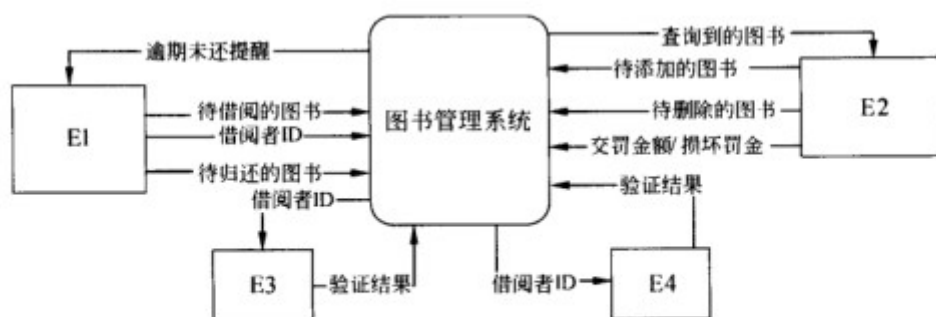 逾期未还提醒
查询到的图书
待添加的图书
E1
待借阅的图书
借阅者ID
待归还的图书
借阅者ID
图书管理系统
待删除的图书
交罚金额/损坏罚金
验证结果
E2
E3
验证结果
借阅者ID
E4